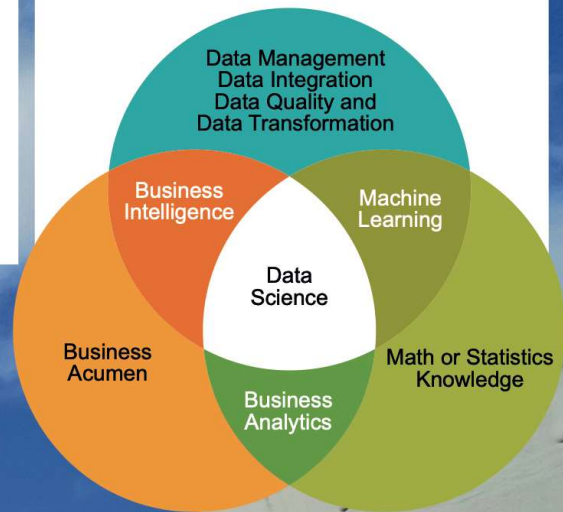 Data Management
Data Integration
Data Quality and
Data Transformation
Business
Intelligence
Machine
Learning
Data
Science
Business
Acumen
Math or Statistics
Knowledge
Business
Analytics